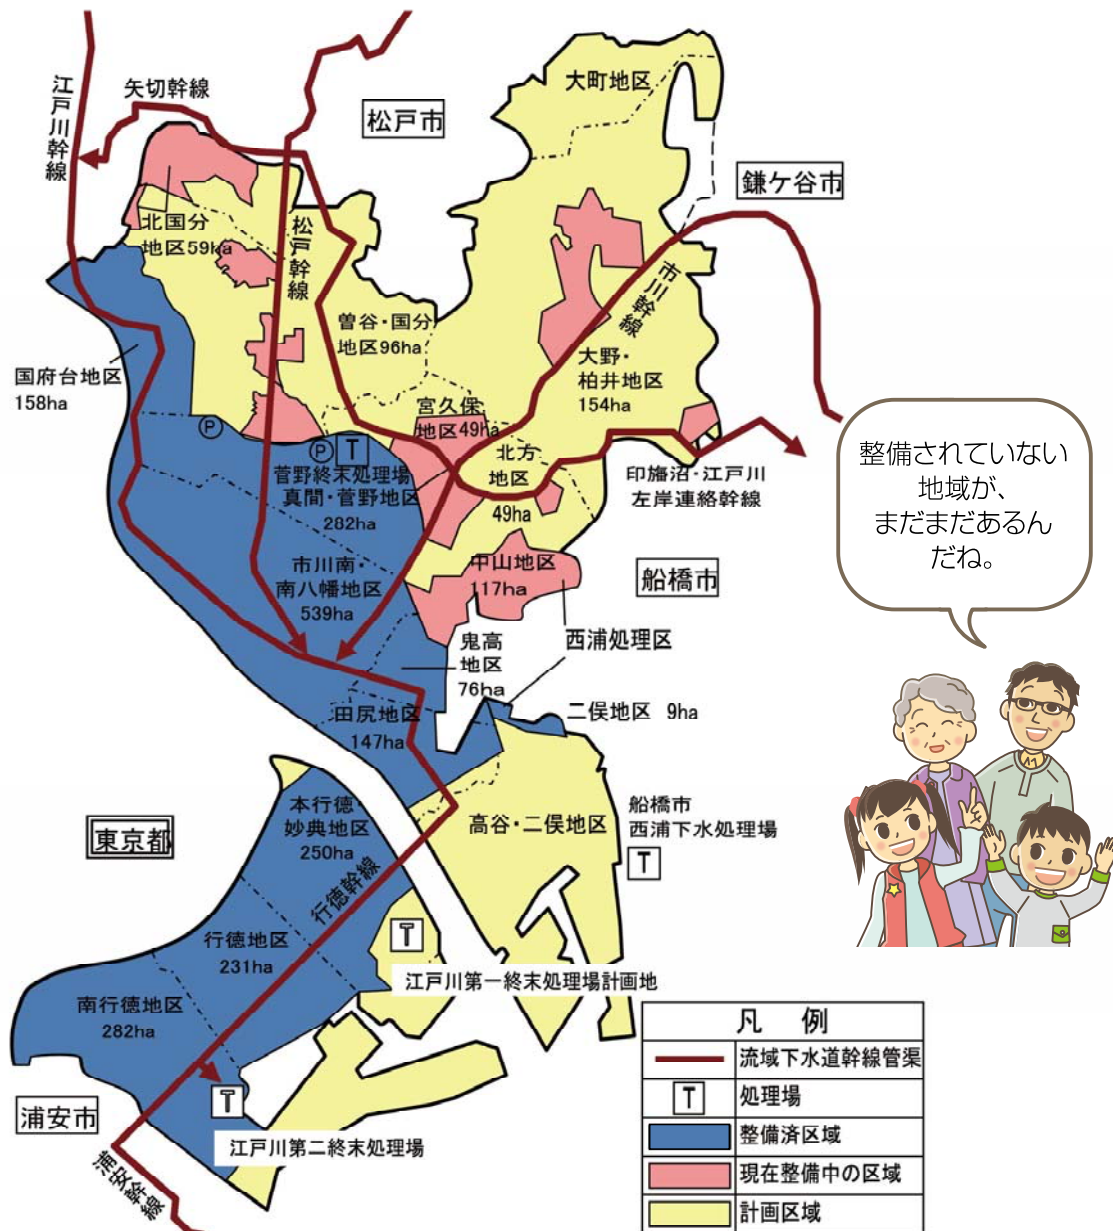 大町地区
江戸川幹線
矢切幹線
松戸市
鎌ケ谷市
北国分
地区59ha
松戸幹線
市川幹線
曽谷・国分
地区96ha
国府台地区
158ha
大野・
柏井地区
154ha
宮久保
地区49ha
P
P
T
北方
地区
49ha
菅野終末処理場
真間・菅野地区
282ha
印旛沼・江戸川
左岸連絡幹線
整備されていない
地域が、
まだまだあるん
だね。
市川南・
南八幡地区
539ha
中山地区
117ha
船橋市
鬼高
地区
76ha
西浦処理区
田尻地区
147ha
二俣地区 9ha
東京都
本行徳・
妙典地区
250ha
高谷・二俣地区
船橋市
西浦下水処理場
T
行徳幹線
行徳地区
231ha
T
江戸川第一終末処理場計画地
南行徳地区
282ha
T
浦安市
江戸川第二終末処理場
浦安幹線
凡 例
流域下水道幹線管渠
T 処理場
整備済区域
現在整備中の区域
計画区域